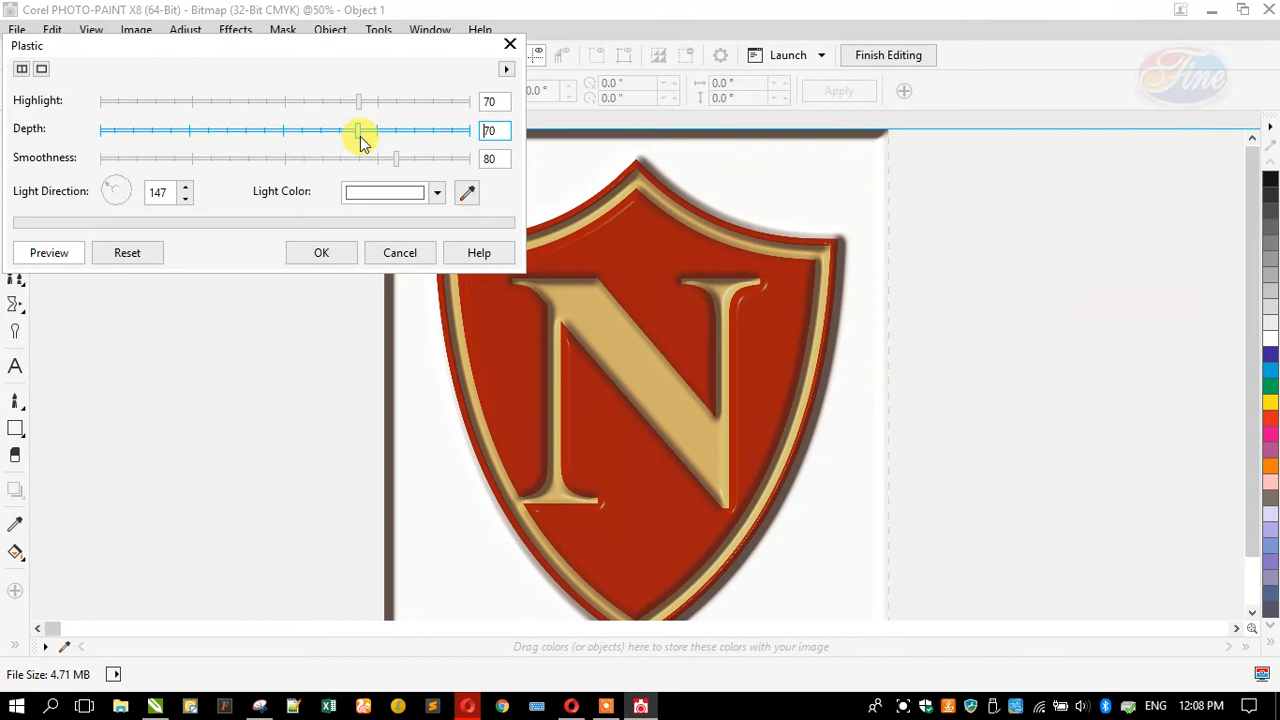 Corel PHOTO-PAINT X8 (64-Bit) - Bitmap (32-Bit CMYK) @50% - Object 1
File Edit View Image Adjust Effects Mask Object Tools Window Help
Plastic
Launch
Finish Editing
Fine
0.0 " 0.0 "
0.0 " 0.0 "
Apply
Highlight: 70
Depth: 70
Smoothness: 80
Light Direction: 147 Light Color:
Preview Reset OK Cancel Help
N
Drag colors (or objects) here to store these colors with your image
File Size: 4.71 MB
12:08 PM